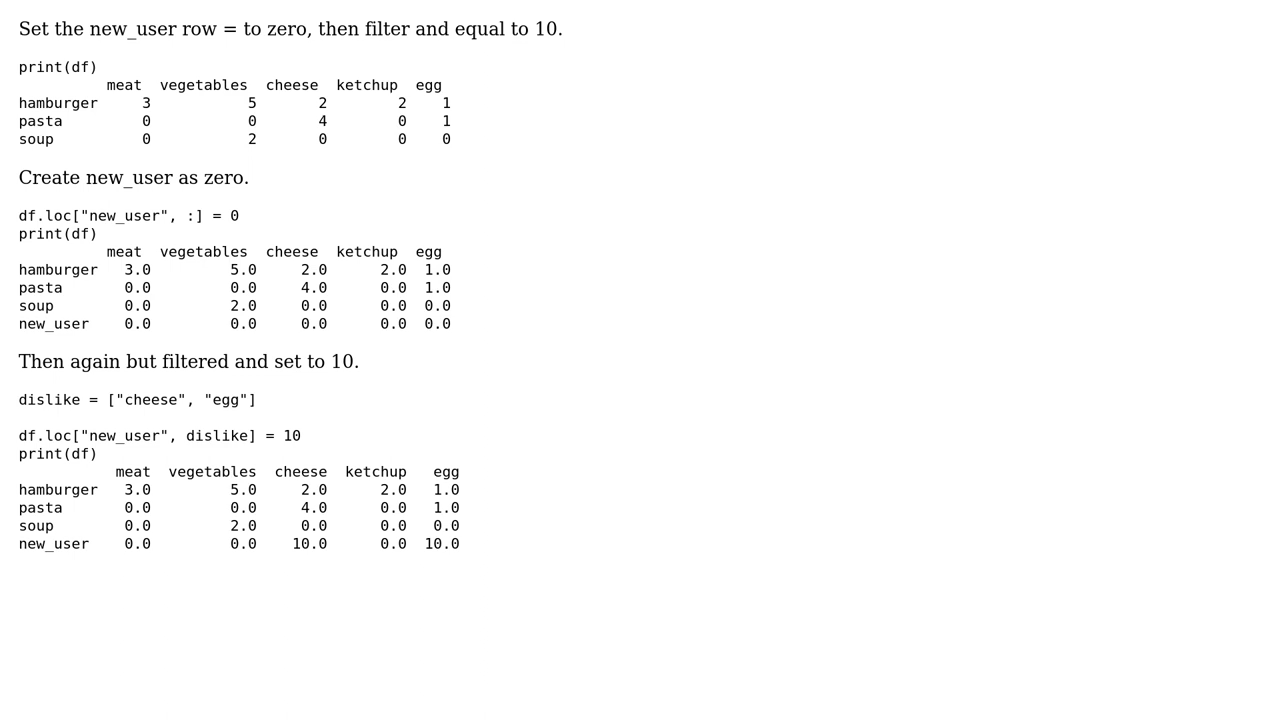 Set the new_user row = to zero, then filter and equal to 10.
print(df)
          meat  vegetables  cheese  ketchup  egg
hamburger     3           5       2        2    1
pasta         0           0       4        0    1
soup          0           2       0        0    0
Create new_user as zero.
df.loc["new_user", :] = 0
print(df)
          meat  vegetables  cheese  ketchup  egg
hamburger   3.0         5.0     2.0      2.0  1.0
pasta       0.0         0.0     4.0      0.0  1.0
soup        0.0         2.0     0.0      0.0  0.0
new_user    0.0         0.0     0.0      0.0  0.0
Then again but filtered and set to 10.
dislike = ["cheese", "egg"]
df.loc["new_user", dislike] = 10
print(df)
           meat  vegetables  cheese  ketchup   egg
hamburger   3.0         5.0     2.0      2.0   1.0
pasta       0.0         0.0     4.0      0.0   1.0
soup        0.0         2.0     0.0      0.0   0.0
new_user    0.0         0.0    10.0      0.0  10.0